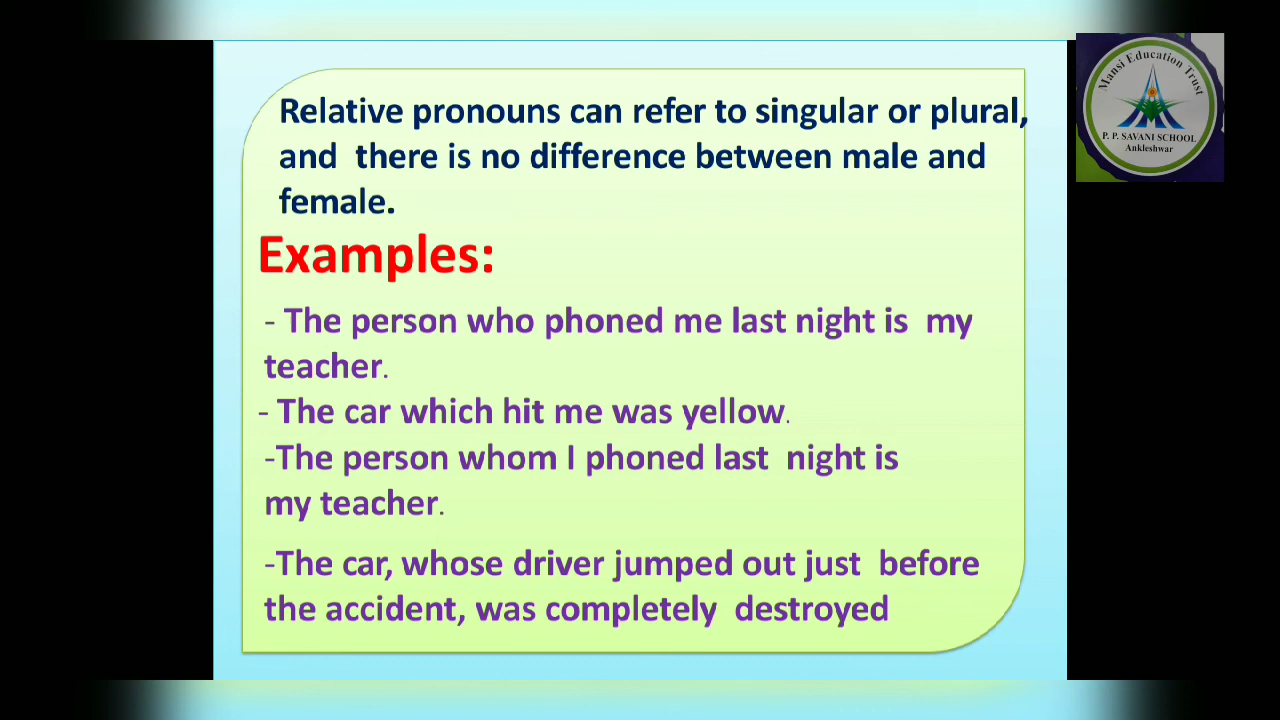 Relative pronouns can refer to singular or plural,
and there is no difference between male and
female.
Examples:
- The person who phoned me last night is my
teacher.
- The car which hit me was yellow.
-The person whom I phoned last night is
my teacher.
-The car, whose driver jumped out just before
the accident, was completely destroyed
Mansi Education Trust
P. P. SAVANI SCHOOL
Ankleshwar